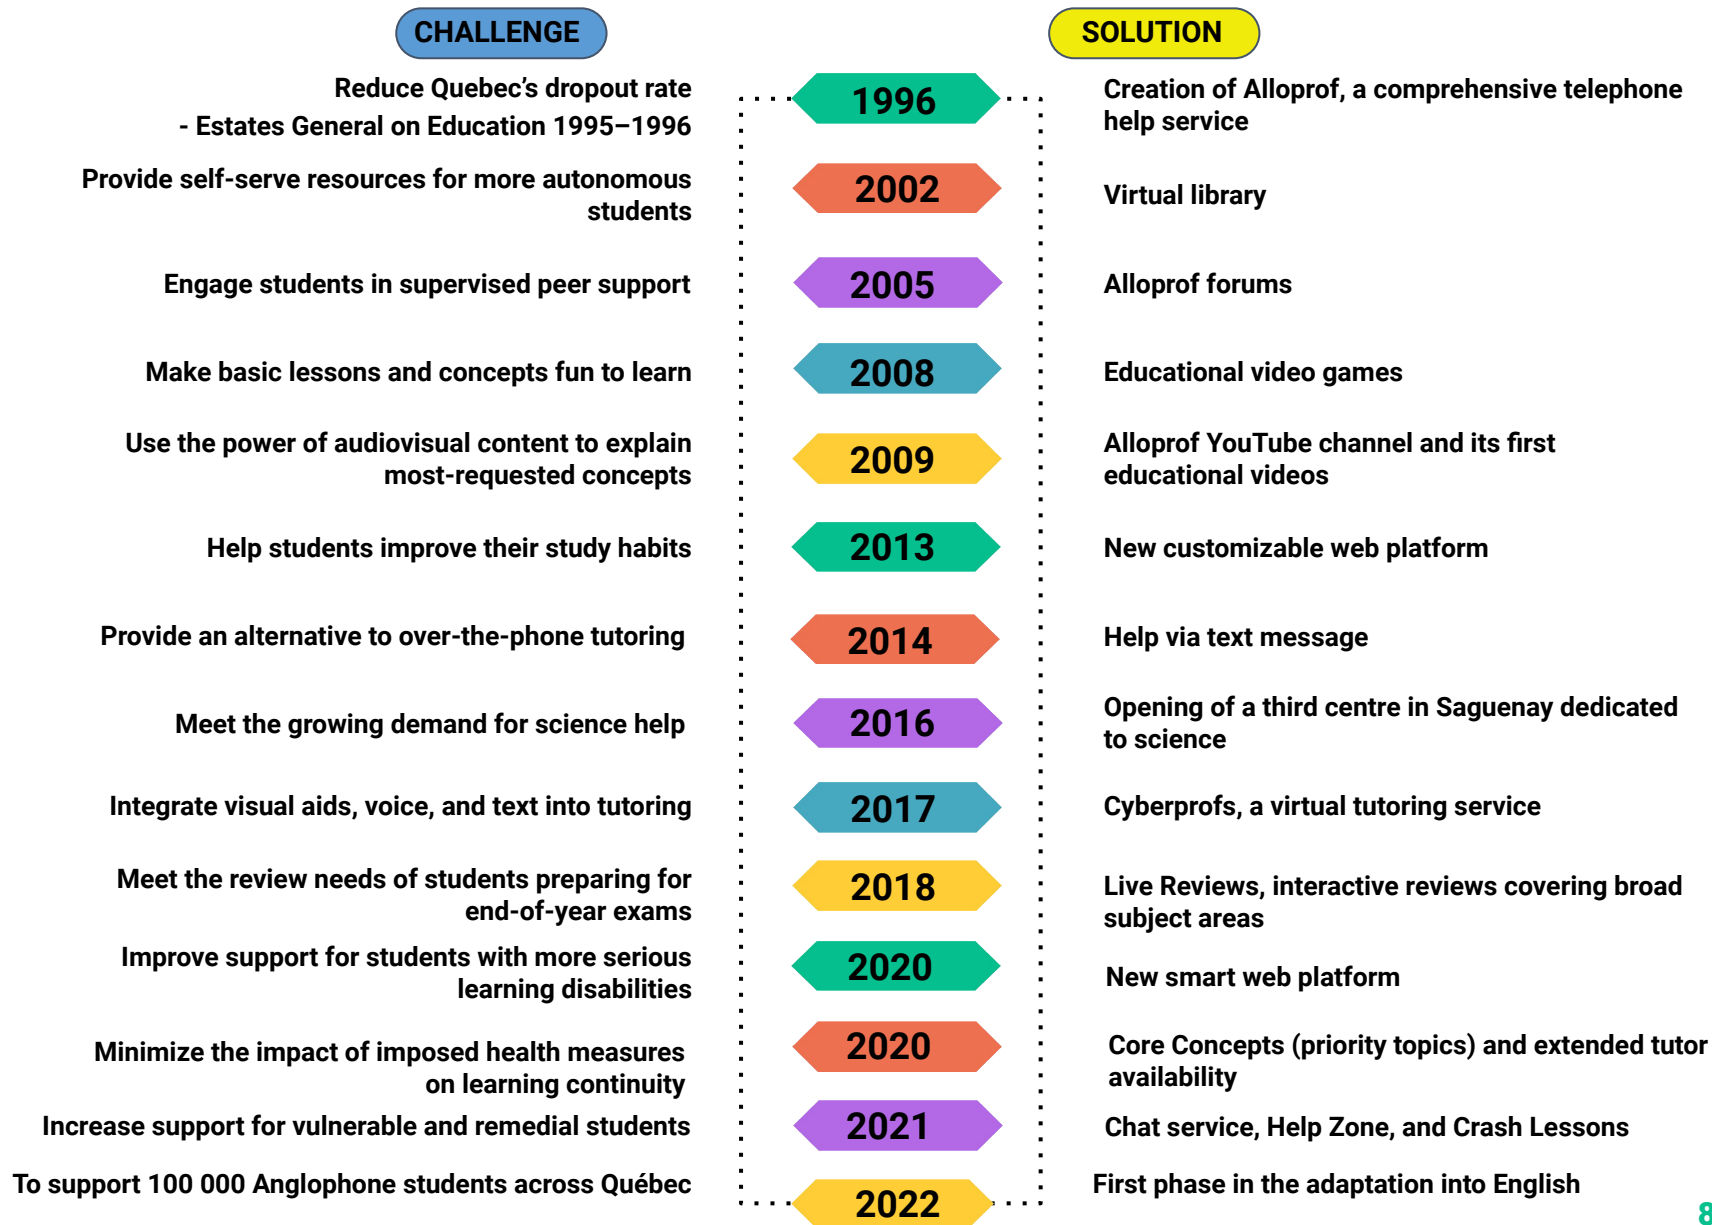 CHALLENGE
SOLUTION
Reduce Quebec’s dropout rate
- Estates General on Education 1995–1996
1996
Creation of Alloprof, a comprehensive telephone
help service
Provide self-serve resources for more autonomous
students
2002
Virtual library
Engage students in supervised peer support
2005
Alloprof forums
Make basic lessons and concepts fun to learn
2008
Educational video games
Use the power of audiovisual content to explain
most-requested concepts
2009
Alloprof YouTube channel and its first
educational videos
Help students improve their study habits
2013
New customizable web platform
Provide an alternative to over-the-phone tutoring
2014
Help via text message
Meet the growing demand for science help
2016
Opening of a third centre in Saguenay dedicated
to science
Integrate visual aids, voice, and text into tutoring
2017
Cyberprofs, a virtual tutoring service
Meet the review needs of students preparing for
end-of-year exams
2018
Live Reviews, interactive reviews covering broad
subject areas
Improve support for students with more serious
learning disabilities
2020
New smart web platform
Minimize the impact of imposed health measures
on learning continuity
2020
Core Concepts (priority topics) and extended tutor
availability
Increase support for vulnerable and remedial students
2021
Chat service, Help Zone, and Crash Lessons
To support 100 000 Anglophone students across Québec
2022
First phase in the adaptation into English
8